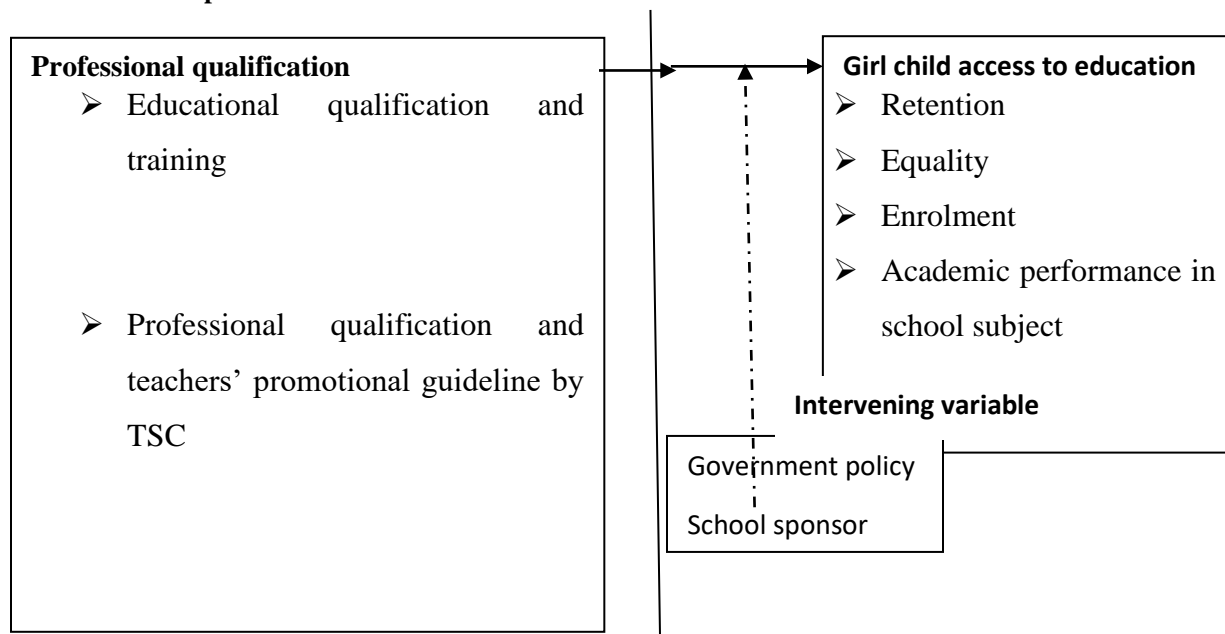 Professional qualification
➢ Educational qualification and
training
➢ Professional qualification and
teachers’ promotional guideline by
TSC
Girl child access to education
➢ Retention
➢ Equality
➢ Enrolment
➢ Academic performance in
school subject
Intervening variable
Government policy
School sponsor